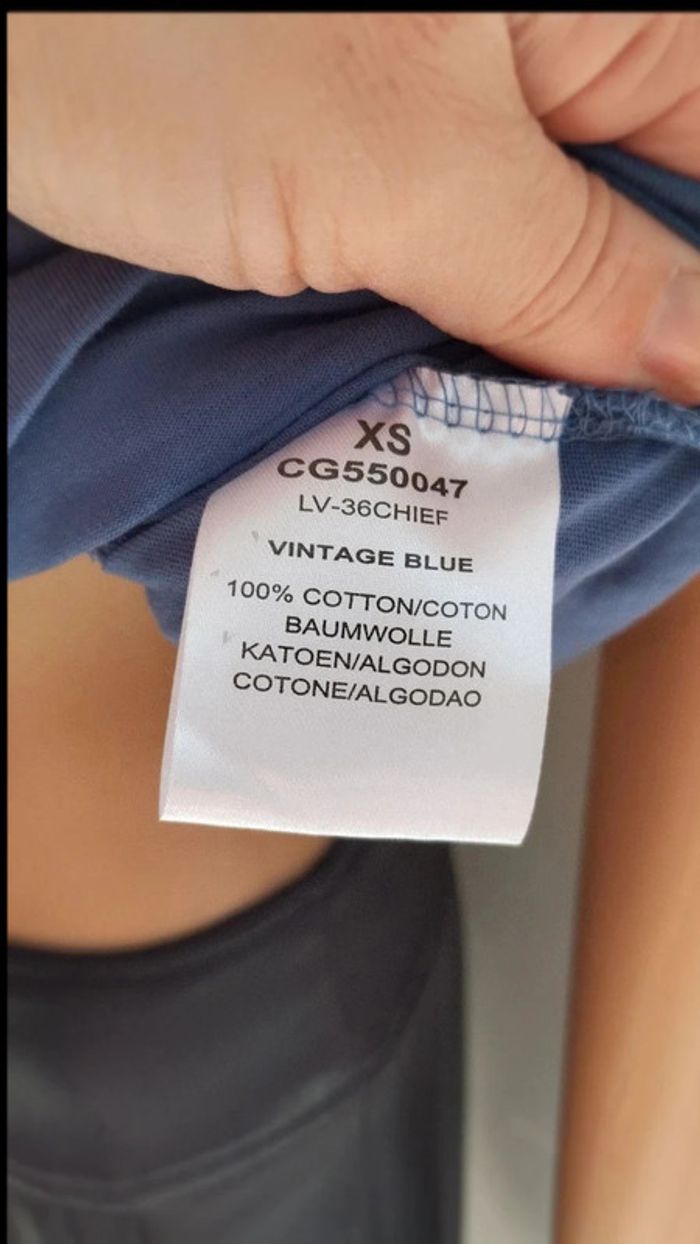 XS
CG550047
LV-36CHIEF
VINTAGE BLUE
100% COTTON/COTON
BAUMWOLLE
KATOEN/ALGODON
COTONE/ALGODAO